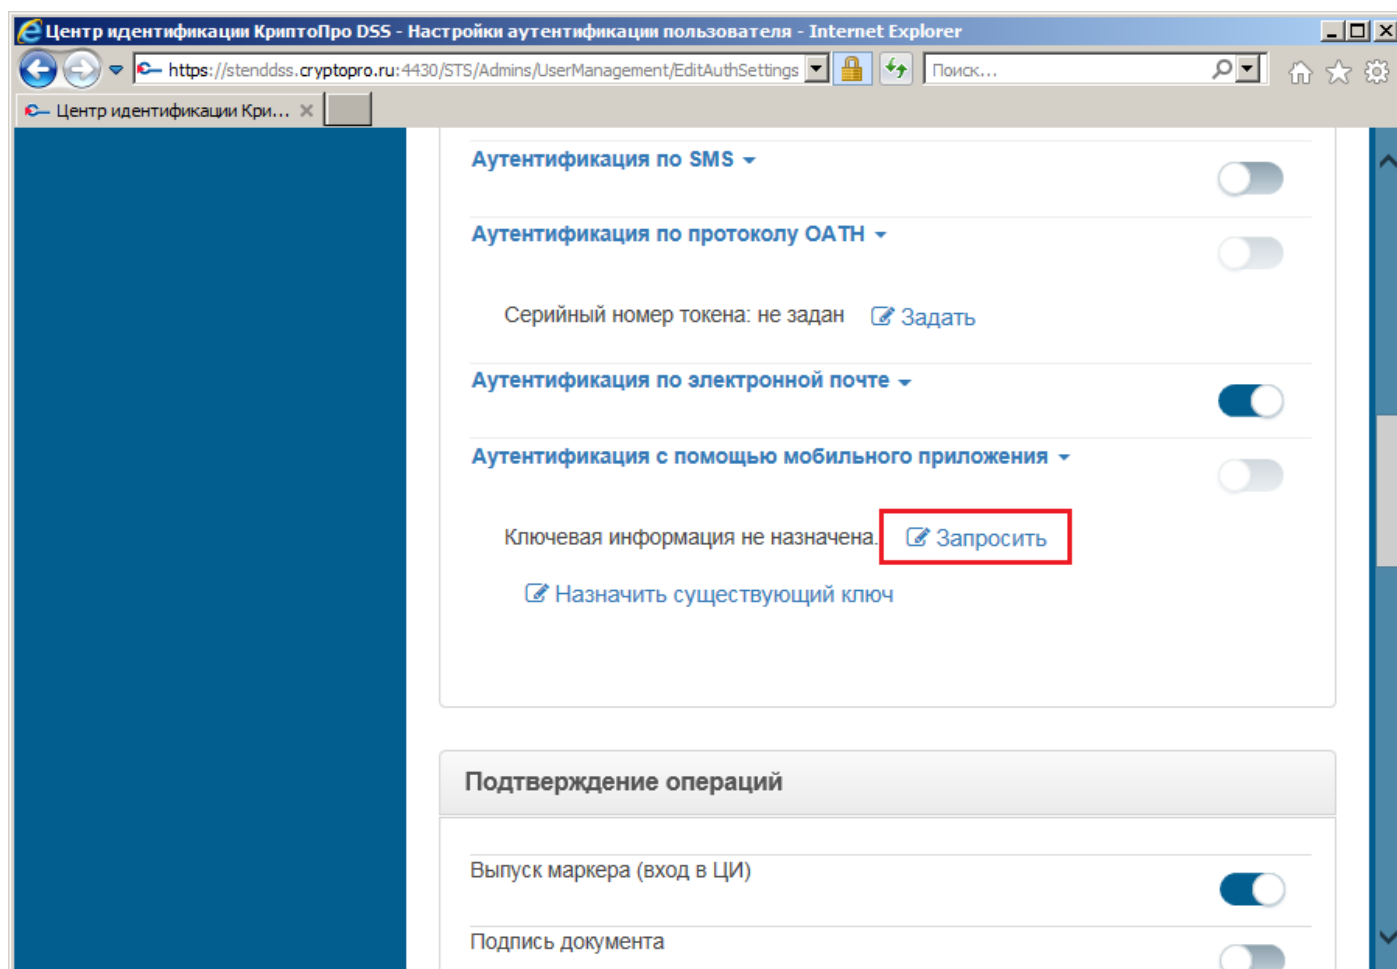 Центр идентификации КриптоПро DSS - Настройки аутентификации пользователя - Internet Explorer
https://stenddss.cryptopro.ru:4430/STS/Admins/UserManagement/EditAuthSettings
Поиск...
Центр идентификации Кри...
Аутентификация по SMS
Аутентификация по протоколу OATH
Серийный номер токена: не задан Задать
Аутентификация по электронной почте
Аутентификация с помощью мобильного приложения
Ключевая информация не назначена. Запросить
Назначить существующий ключ
Подтверждение операций
Выпуск маркера (вход в ЦИ)
Подпись документа